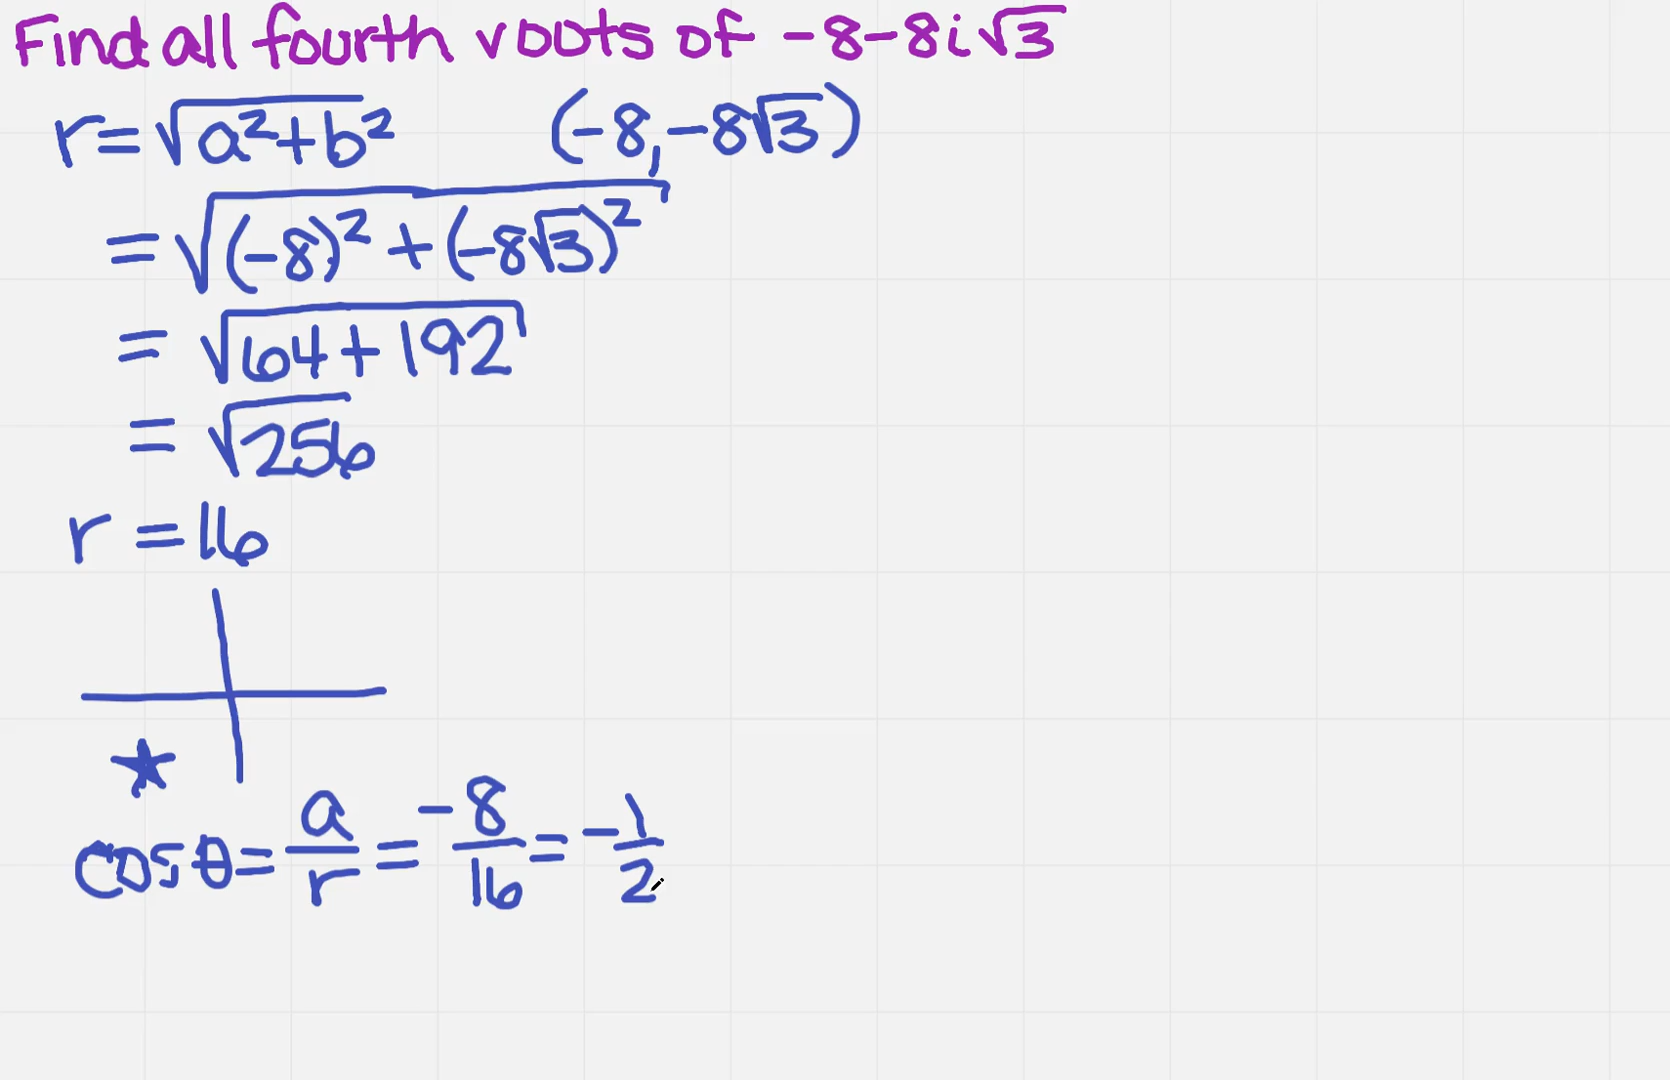 Find all fourth roots of -8-8i√3
r=√a²+b² (-8,-8√3)
=√(-8)²+(-8√3)²
=√64+192
=√256
r=16
cosθ=a/r=-8/16=-1/2